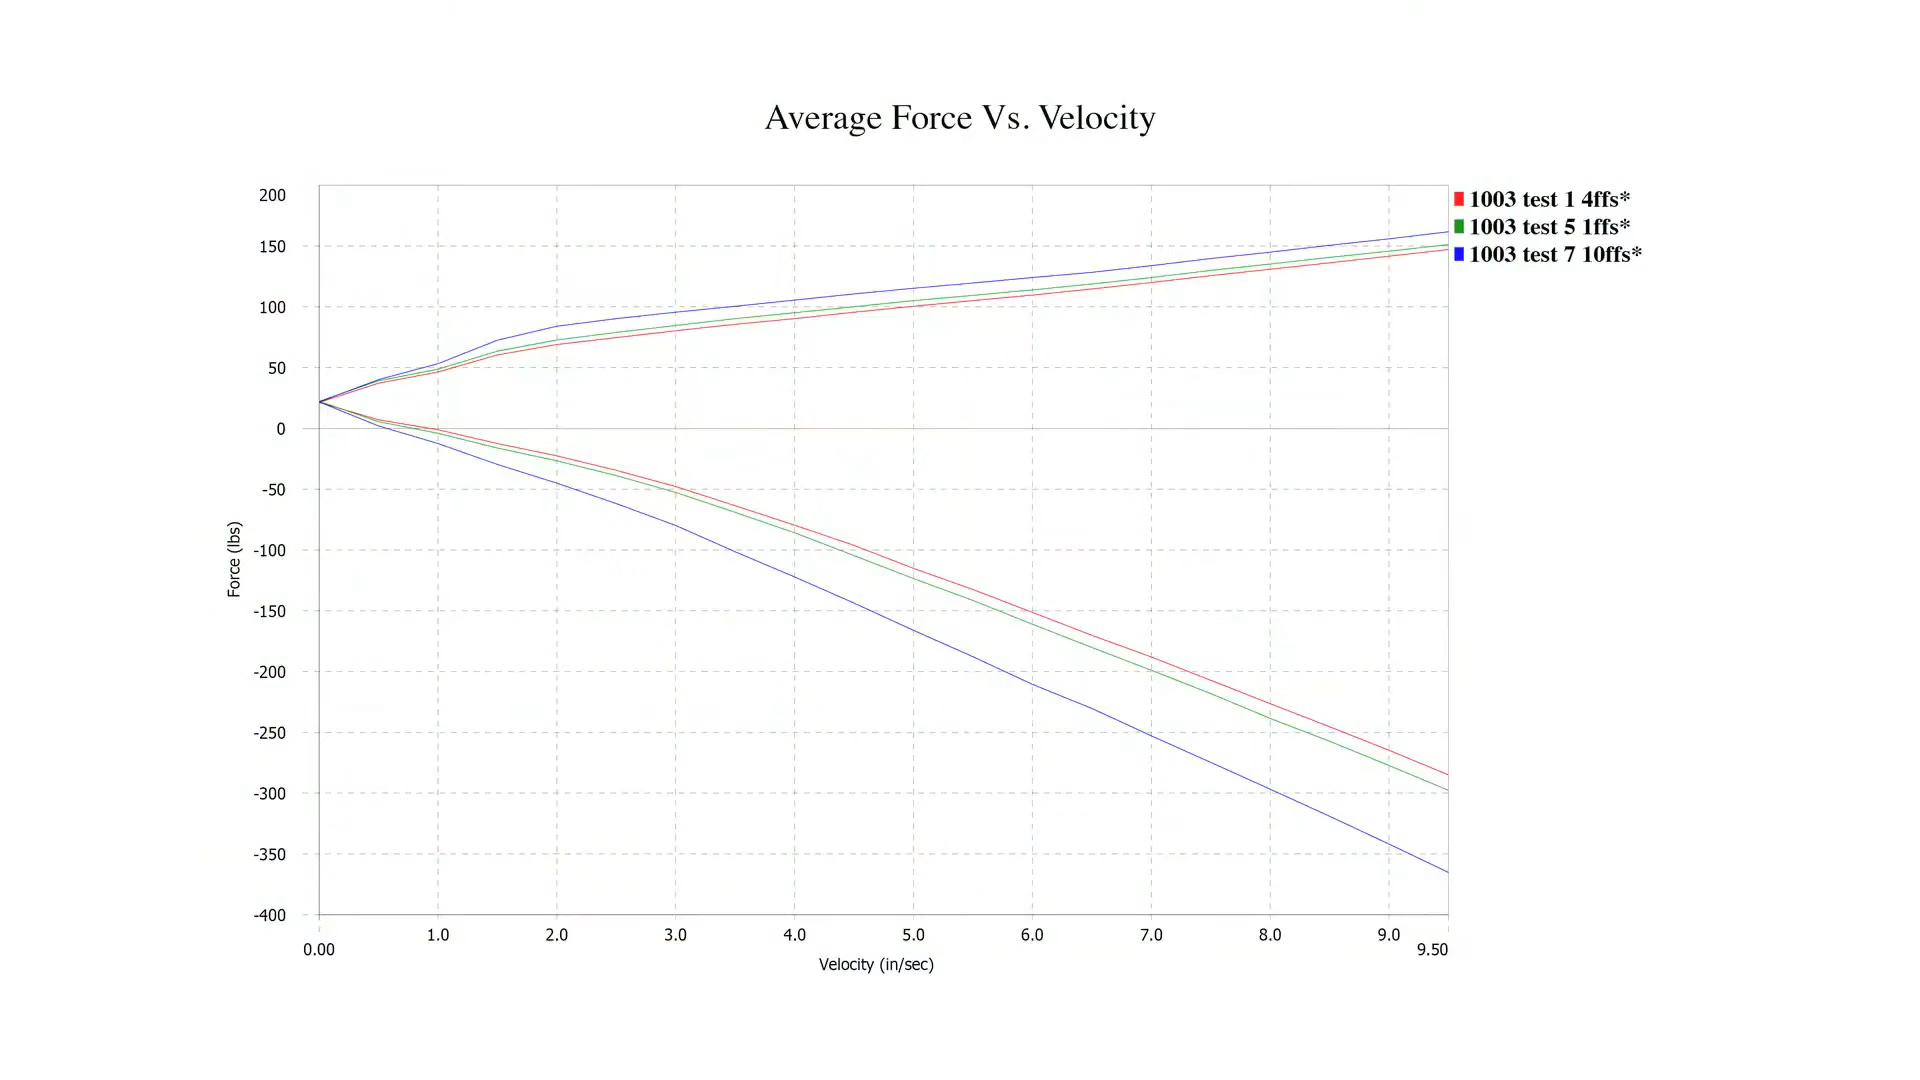 Average Force Vs. Velocity
200
150
100
50
0
-50
-100
-150
-200
-250
-300
-350
-400
Force (lbs)
1003 test 1 4ffs*
1003 test 5 1ffs*
1003 test 7 10ffs*
1.0 2.0 3.0 4.0 5.0 6.0 7.0 8.0 9.0
0.00 9.50
Velocity (in/sec)